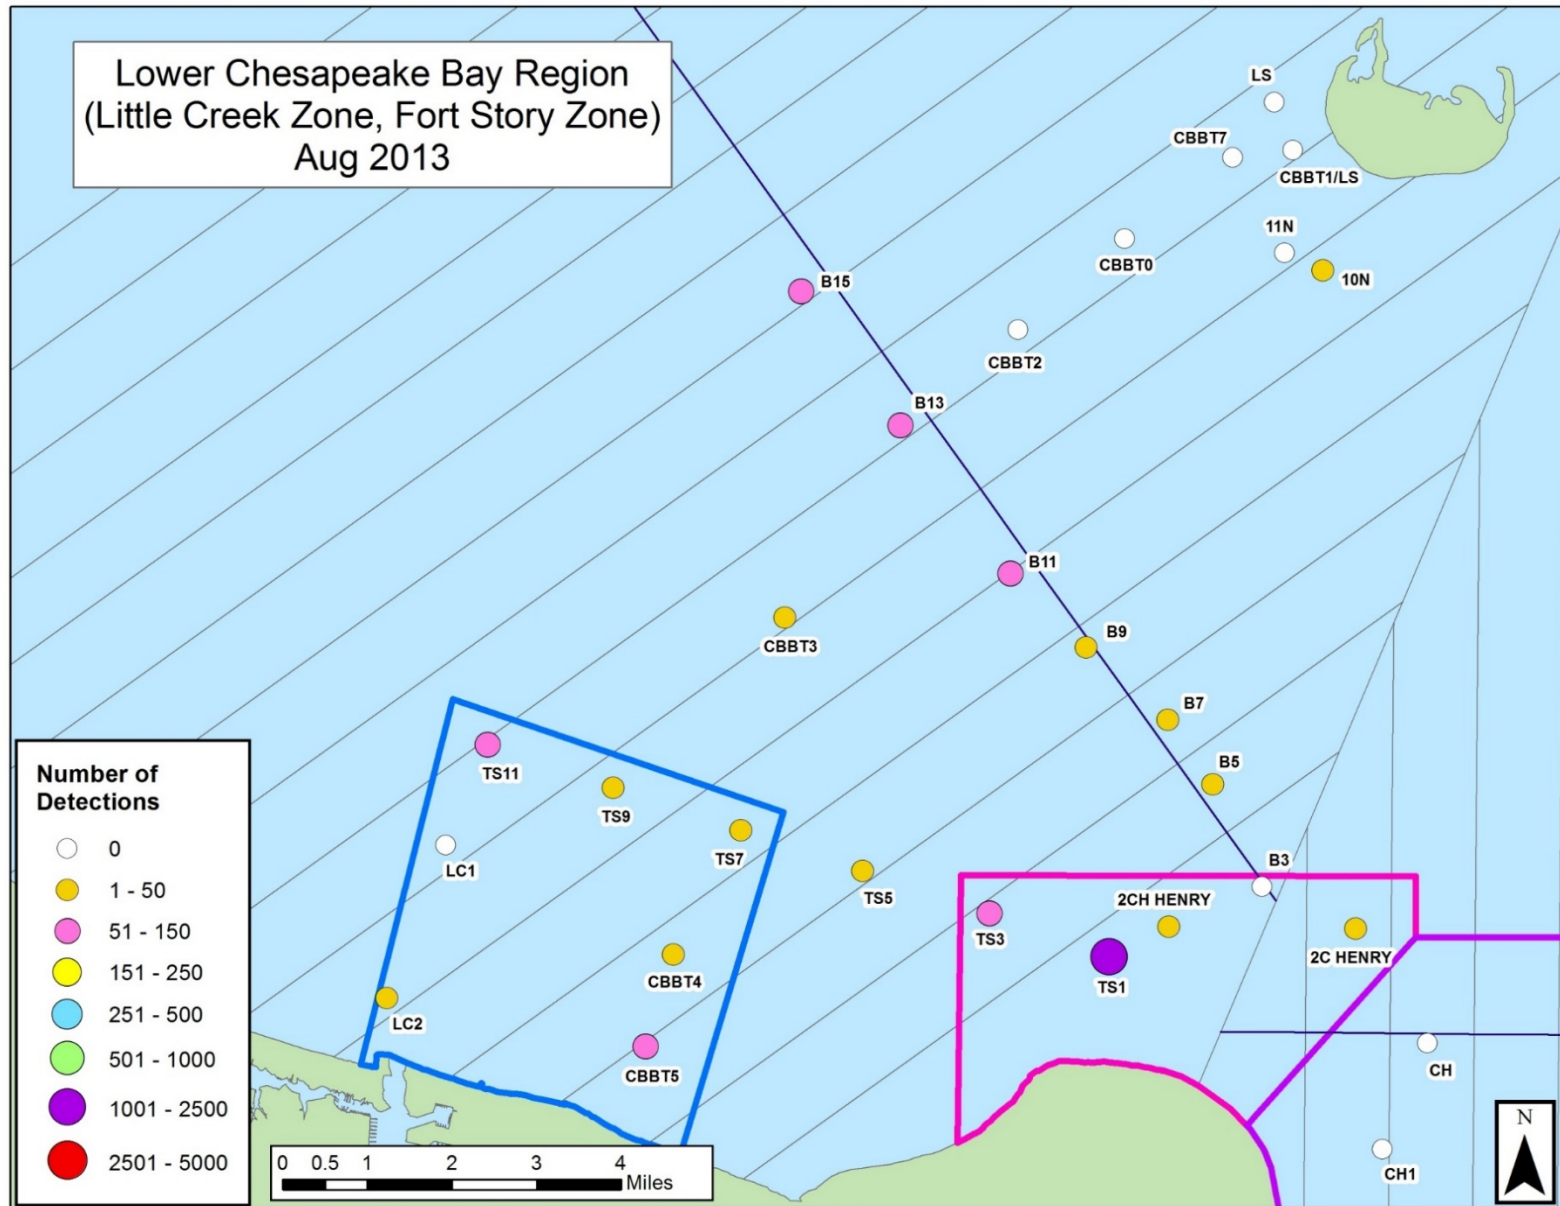 Lower Chesapeake Bay Region
(Little Creek Zone, Fort Story Zone)
Aug 2013
LS
CBBT7
CBBT1/LS
11N
CBBT0
10N
B15
CBBT2
B13
B11
CBBT3
B9
B7
B5
TS11
TS9
TS7
LC1
B3
TS5
2CH HENRY
TS3
2C HENRY
CBBT4
TS1
LC2
CBBT5
CH
CH1
Number of
Detections
0
1 - 50
51 - 150
151 - 250
251 - 500
501 - 1000
1001 - 2500
2501 - 5000
0 0.5 1 2 3 4
Miles
N